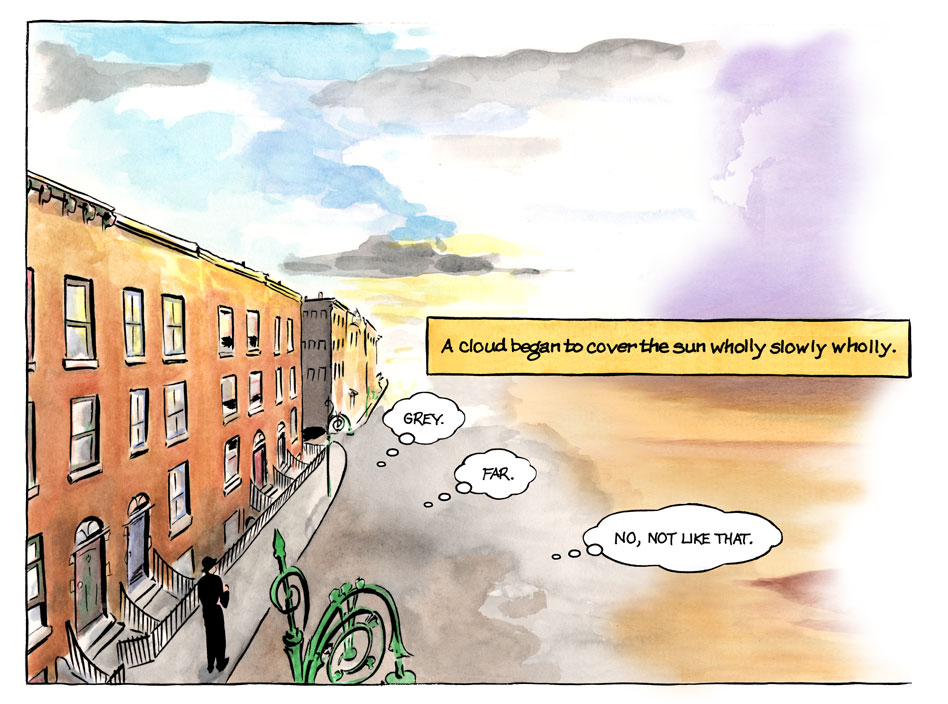 A cloud began to cover the sun wholly slowly wholly.
GREY.
FAR.
NO, NOT LIKE THAT.